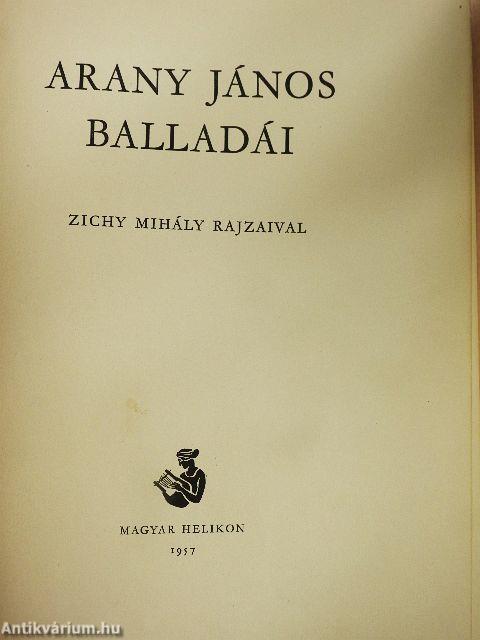 ARANY JÁNOS
BALLADÁI
ZICHY MIHÁLY RAJZAIVAL
MAGYAR HELIKON
1957
Antikvárium.hu